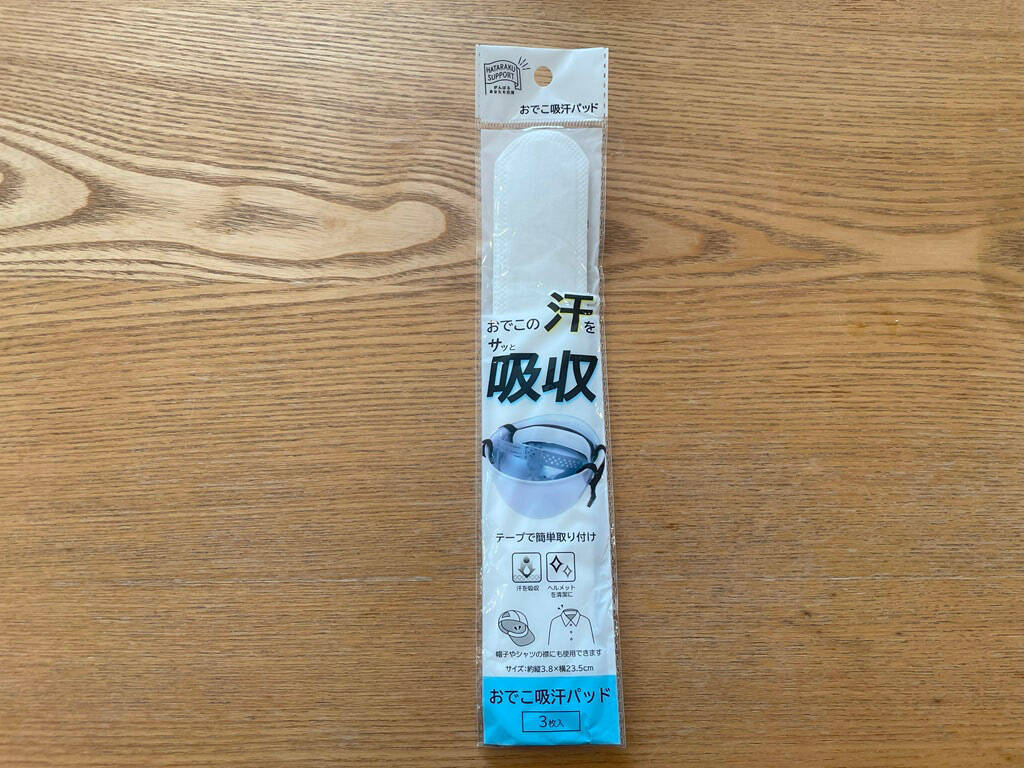 HATARAKU
SUPPORT
がんばる
あなたを応援
おでこ吸汗パッド
おでこの汗を
サッと
吸収
テープで簡単取り付け
汗を吸収
ヘルメット
を清潔に
帽子やシャツの襟にも使用できます
サイズ:約縦3.8×横23.5cm
おでこ吸汗パッド
3枚入